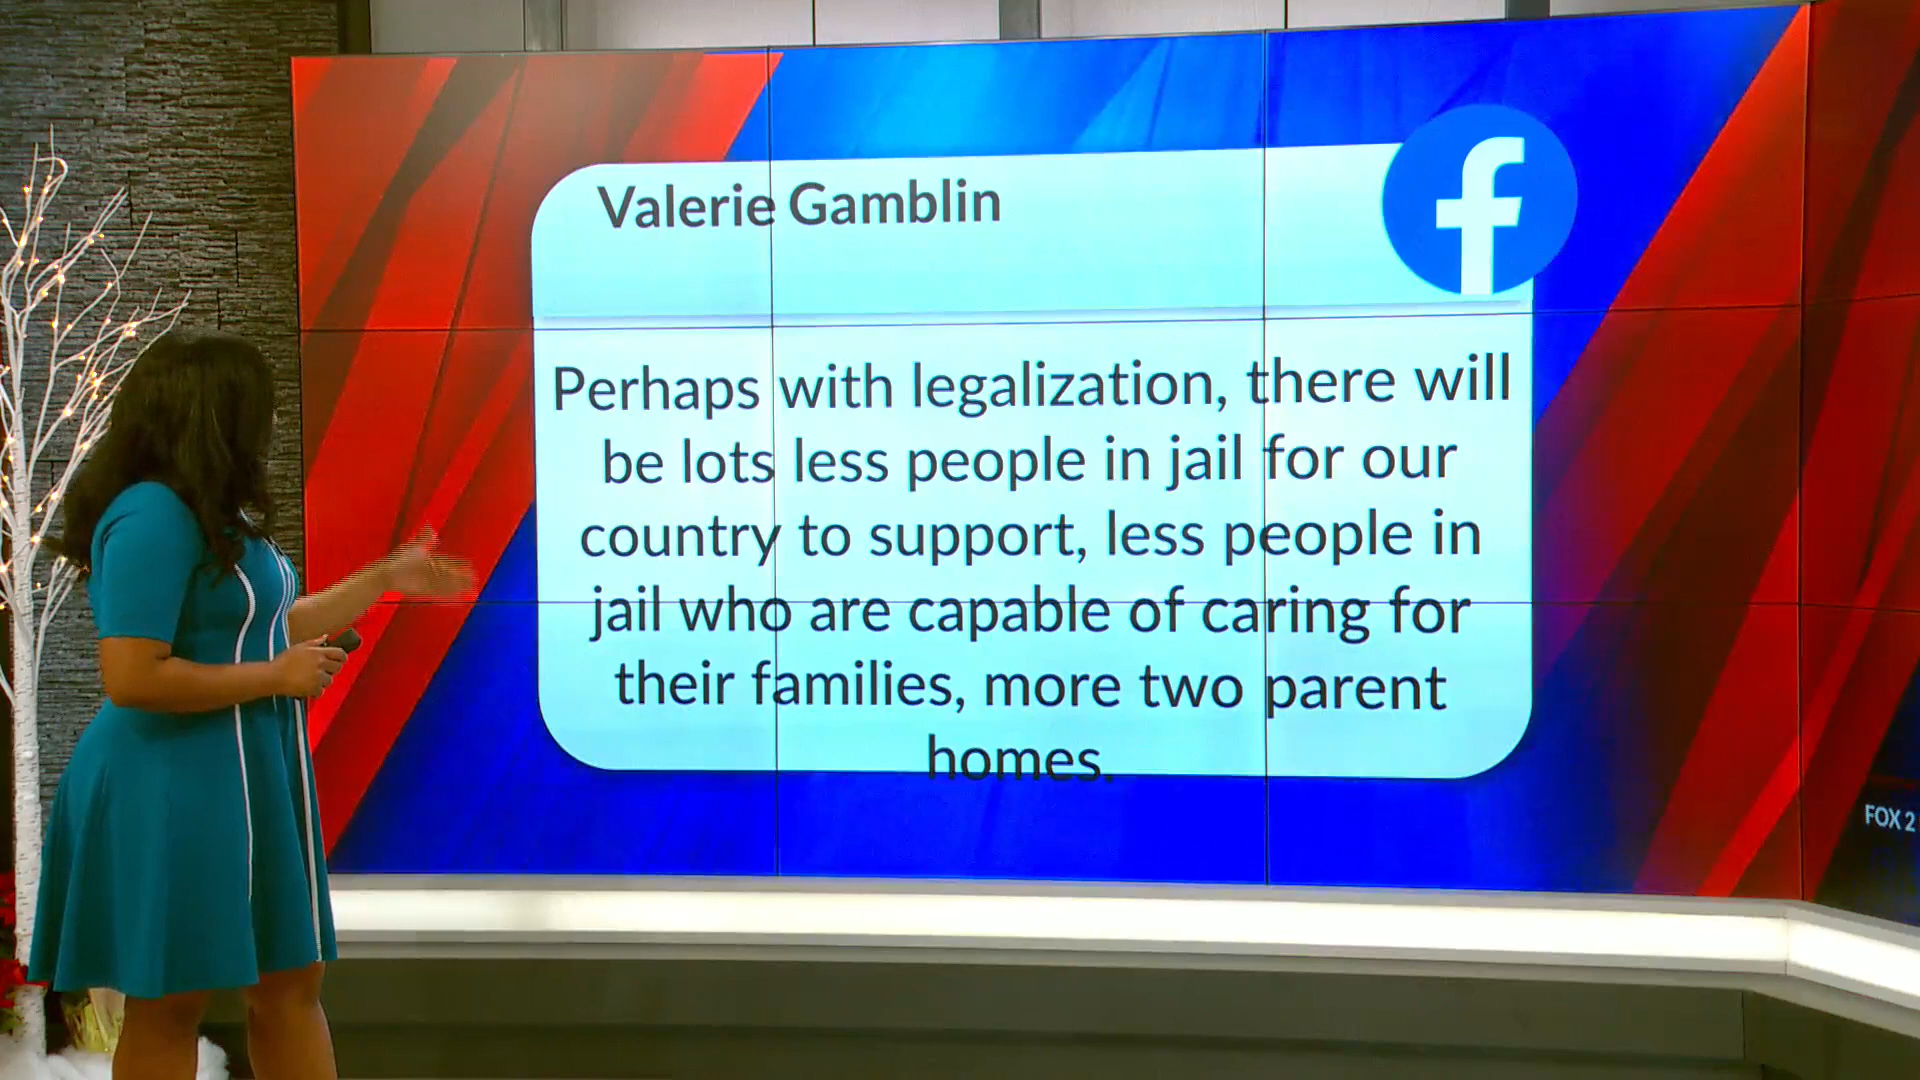 Valerie Gamblin
Perhaps with legalization, there will
be lots less people in jail for our
country to support, less people in
jail who are capable of caring for
their families, more two parent
homes.
FOX 2